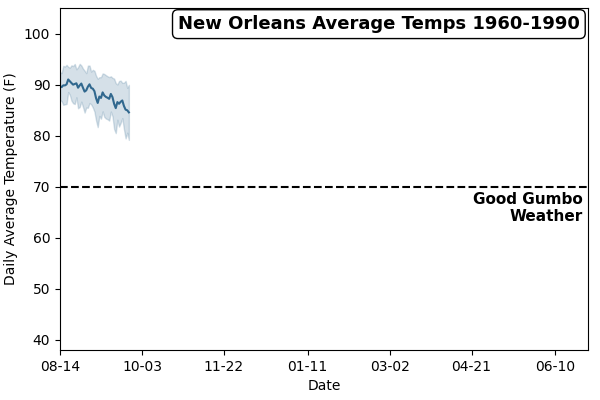 New Orleans Average Temps 1960-1990
100
90
80
70
60
50
40
Daily Average Temperature (F)
Good Gumbo
Weather
08-14 10-03 11-22 01-11 03-02 04-21 06-10
Date